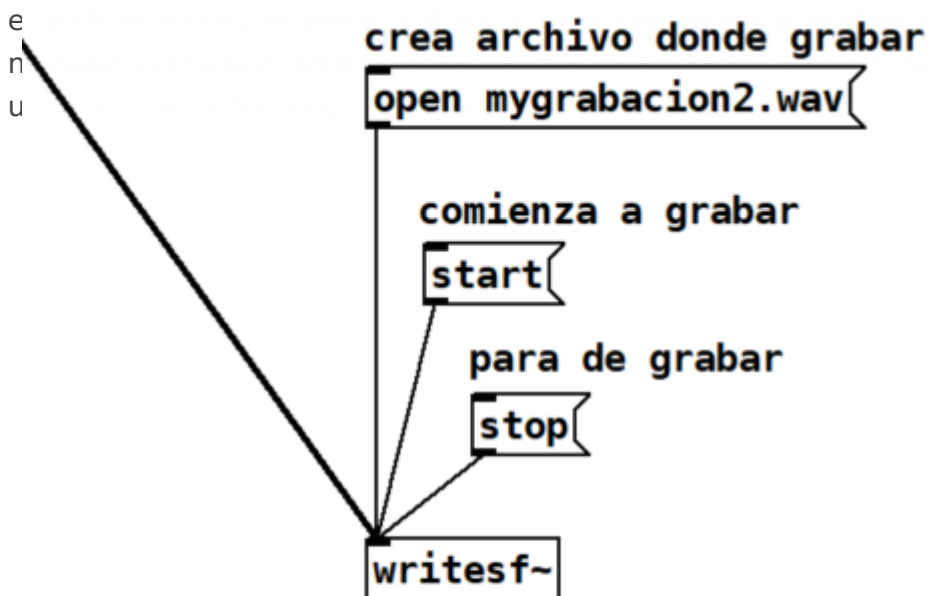 e
n
u
crea archivo donde grabar
open mygrabacion2.wav
comienza a grabar
start
para de grabar
stop
writesf~